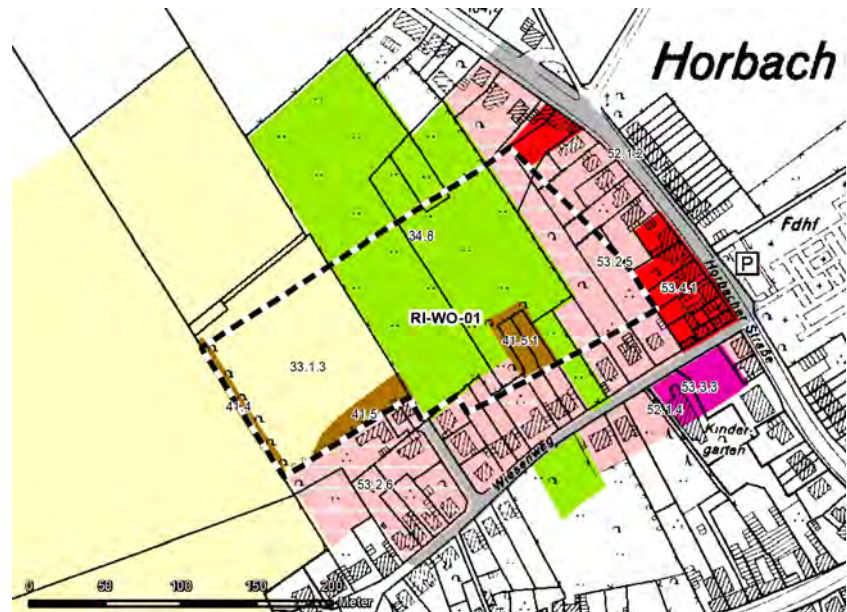 Horbach
52.1.2
Fdhf
34.8
53.2.5
P
53.4.1
Horbacher Straße
RI-WO-01
41.5.1
33.1.3
53.3.3
41.4
41.5
52.1.4
Kinder-
garten
Wiesenweg
53.2.6
0 50 100 150 200
Meter